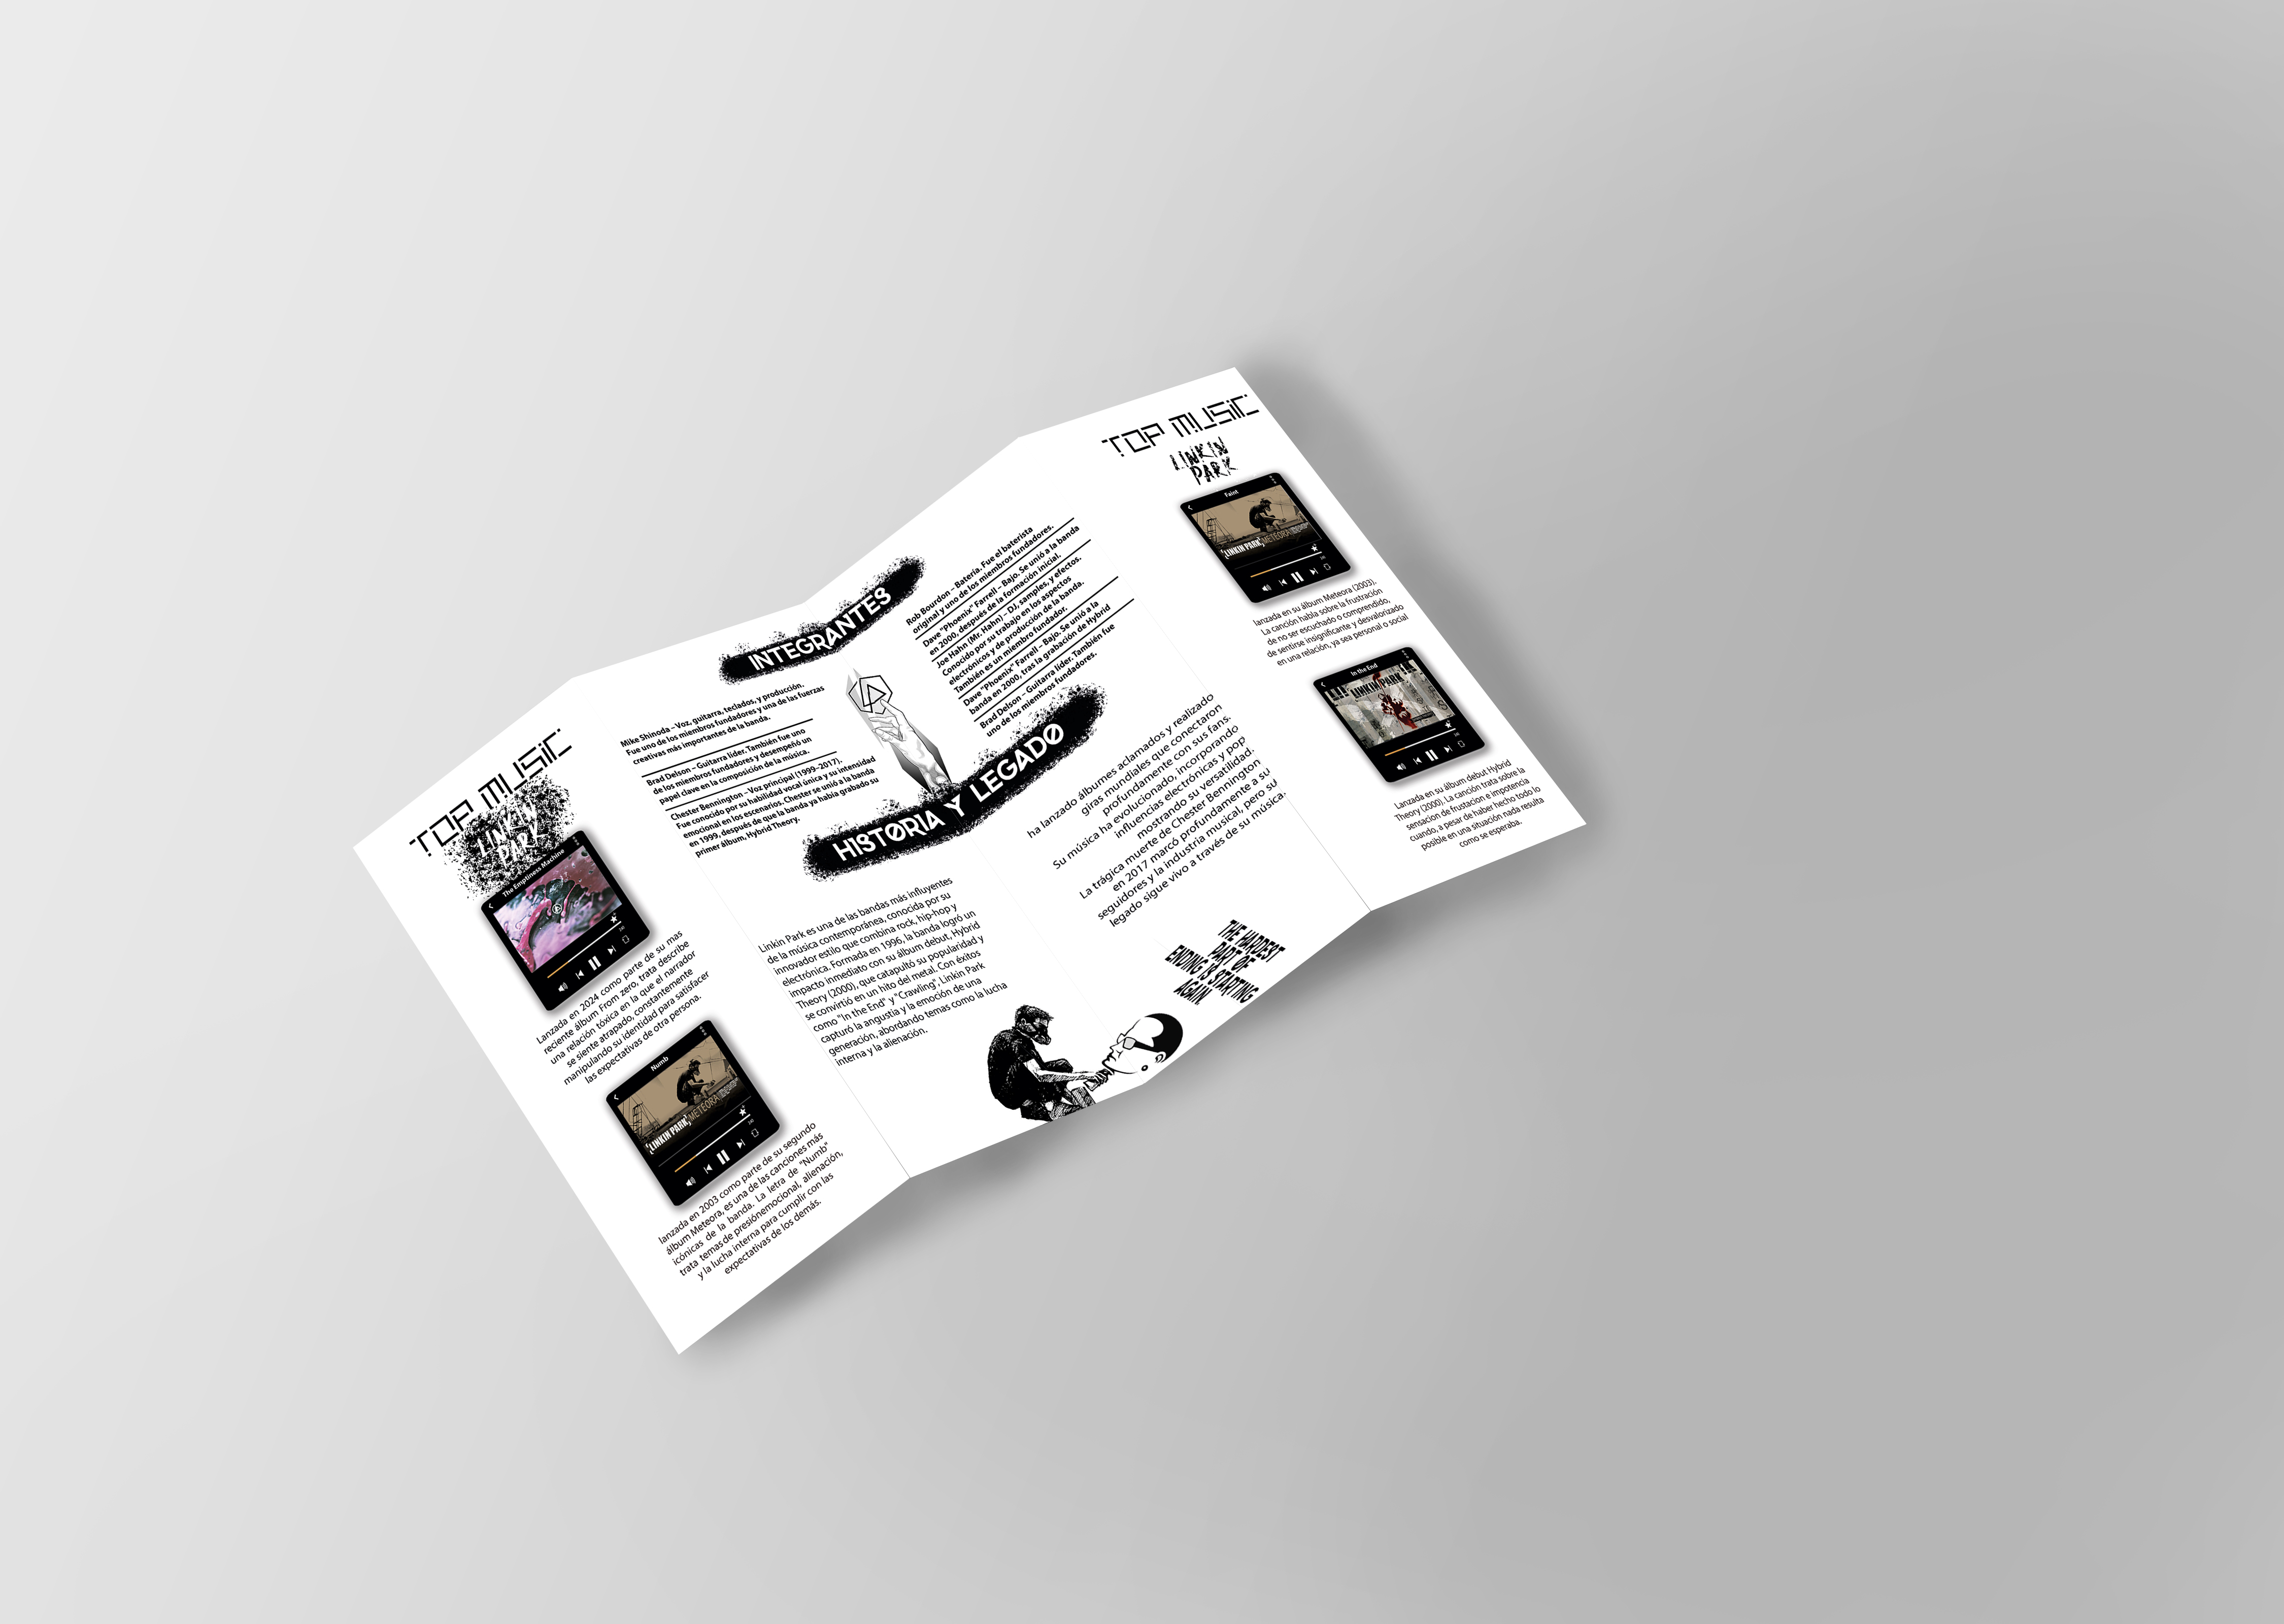 TOP MUSIC
LINKIN
PARK
The Emptiness Machine
Lanzada en 2024 como parte de su mas
reciente álbum From zero, trata describe
una relación tóxica en la que el narrador
se siente atrapado, constantemente
manipulando su identidad para satisfacer
las expectativas de otra persona.
Numb
[LINKIN PARK] METEORA
lanzada en 2003 como parte de su segundo
álbum Meteora, es una de las canciones más
icónicas de la banda. La letra de "Numb"
trata temas de presiónemocional, alienación,
y la lucha interna para cumplir con las
expectativas de los demás.
INTEGRANTES
Mike Shinoda – Voz, guitarra, teclados, y producción.
Fue uno de los miembros fundadores y una de las fuerzas
creativas más importantes de la banda.
Brad Delson – Guitarra líder. También fue uno
de los miembros fundadores y desempeñó un
papel clave en la composición de la música.
Chester Bennington – Voz principal (1999–2017).
Fue conocido por su habilidad vocal única y su intensidad
emocional en los escenarios. Chester se unió a la banda
en 1999, después de que la banda ya había grabado su
primer álbum, Hybrid Theory.
Rob Bourdon – Batería. Fue el baterista
original y uno de los miembros fundadores.
Dave "Phoenix" Farrell – Bajo. Se unió a la banda
en 2000, después de la formación inicial.
Joe Hahn (Mr. Hahn) – DJ, samples, y efectos.
Conocido por su trabajo en los aspectos
electrónicos y de producción de la banda.
También es un miembro fundador.
Dave "Phoenix" Farrell – Bajo. Se unió a la
banda en 2000, tras la grabación de Hybrid
Brad Delson – Guitarra líder. También fue
uno de los miembros fundadores.
HISTORIA Y LEGADO
Linkin Park es una de las bandas más influyentes
de la música contemporánea, conocida por su
innovador estilo que combina rock, hip-hop y
electrónica. Formada en 1996, la banda logró un
impacto inmediato con su álbum debut, Hybrid
Theory (2000), que catapultó su popularidad y
se convirtió en un hito del metal. Con éxitos
como "In the End" y "Crawling", Linkin Park
capturó la angustia y la emoción de una
generación, abordando temas como la lucha
interna y la alienación.
ha lanzado álbumes aclamados y realizado
giras mundiales que conectaron
profundamente con sus fans.
Su música ha evolucionado, incorporando
influencias electrónicas y pop
mostrando su versatilidad.
La trágica muerte de Chester Bennington
en 2017 marcó profundamente a su
seguidores y la industria musical, pero su
legado sigue vivo a través de su música.
THE HARDEST
PART OF
ENDING IS STARTING
AGAIN
TOP MUSIC
LINKIN
PARK
Faint
[LINKIN PARK] METEORA
lanzada en su álbum Meteora (2003).
La canción habla sobre la frustración
de no ser escuchado o comprendido,
de sentirse insignificante y desvalorizado
en una relación, ya sea personal o social
In the End
LINKIN PARK
Lanzada en su álbum debut Hybrid
Theory (2000). La canción trata sobre la
sensacion de frustacion e impotencia
cuando, a pesar de haber hecho todo lo
posible en una situación nada resulta
como se esperaba.